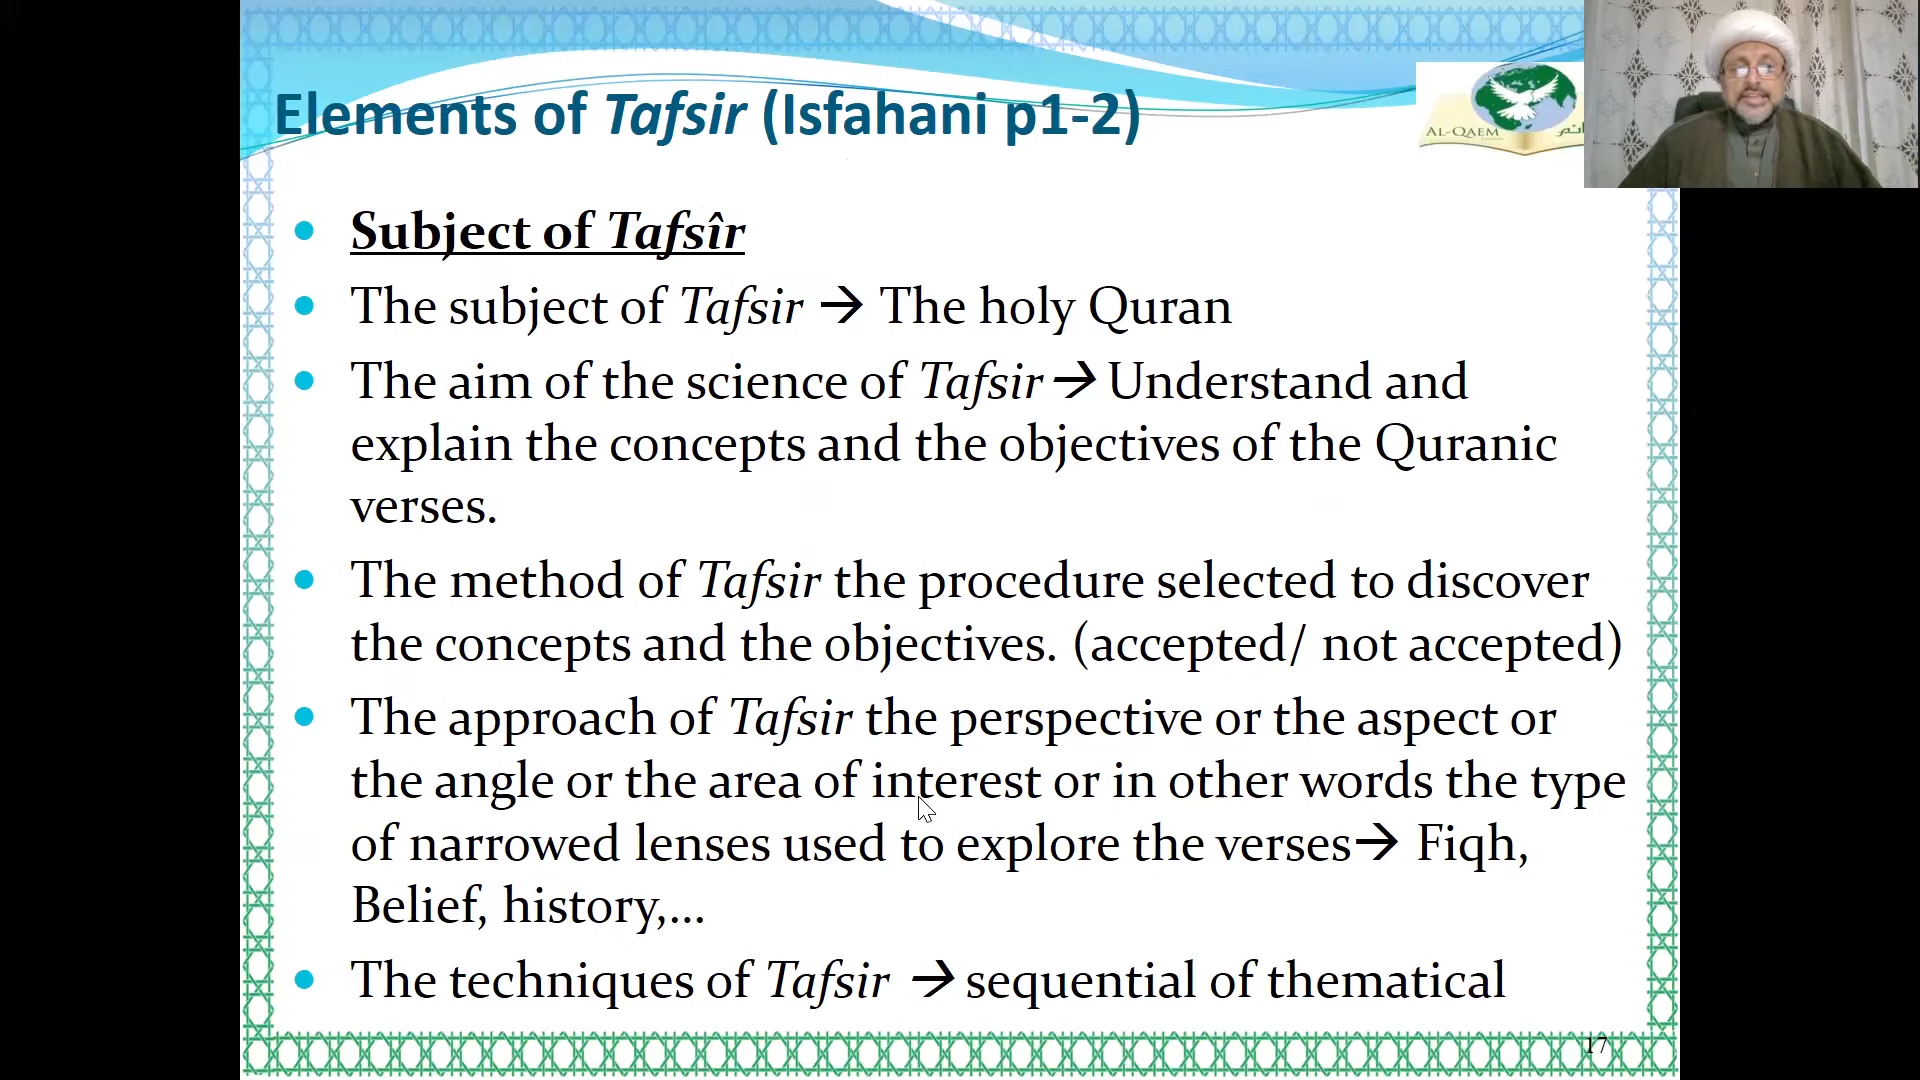 Elements of Tafsir (Isfahani p1-2)
AL-QAEM
Subject of Tafsîr
The subject of Tafsir → The holy Quran
The aim of the science of Tafsir→ Understand and
explain the concepts and the objectives of the Quranic
verses.
The method of Tafsir the procedure selected to discover
the concepts and the objectives. (accepted/ not accepted)
The approach of Tafsir the perspective or the aspect or
the angle or the area of interest or in other words the type
of narrowed lenses used to explore the verses→ Fiqh,
Belief, history,...
The techniques of Tafsir → sequential of thematical
17